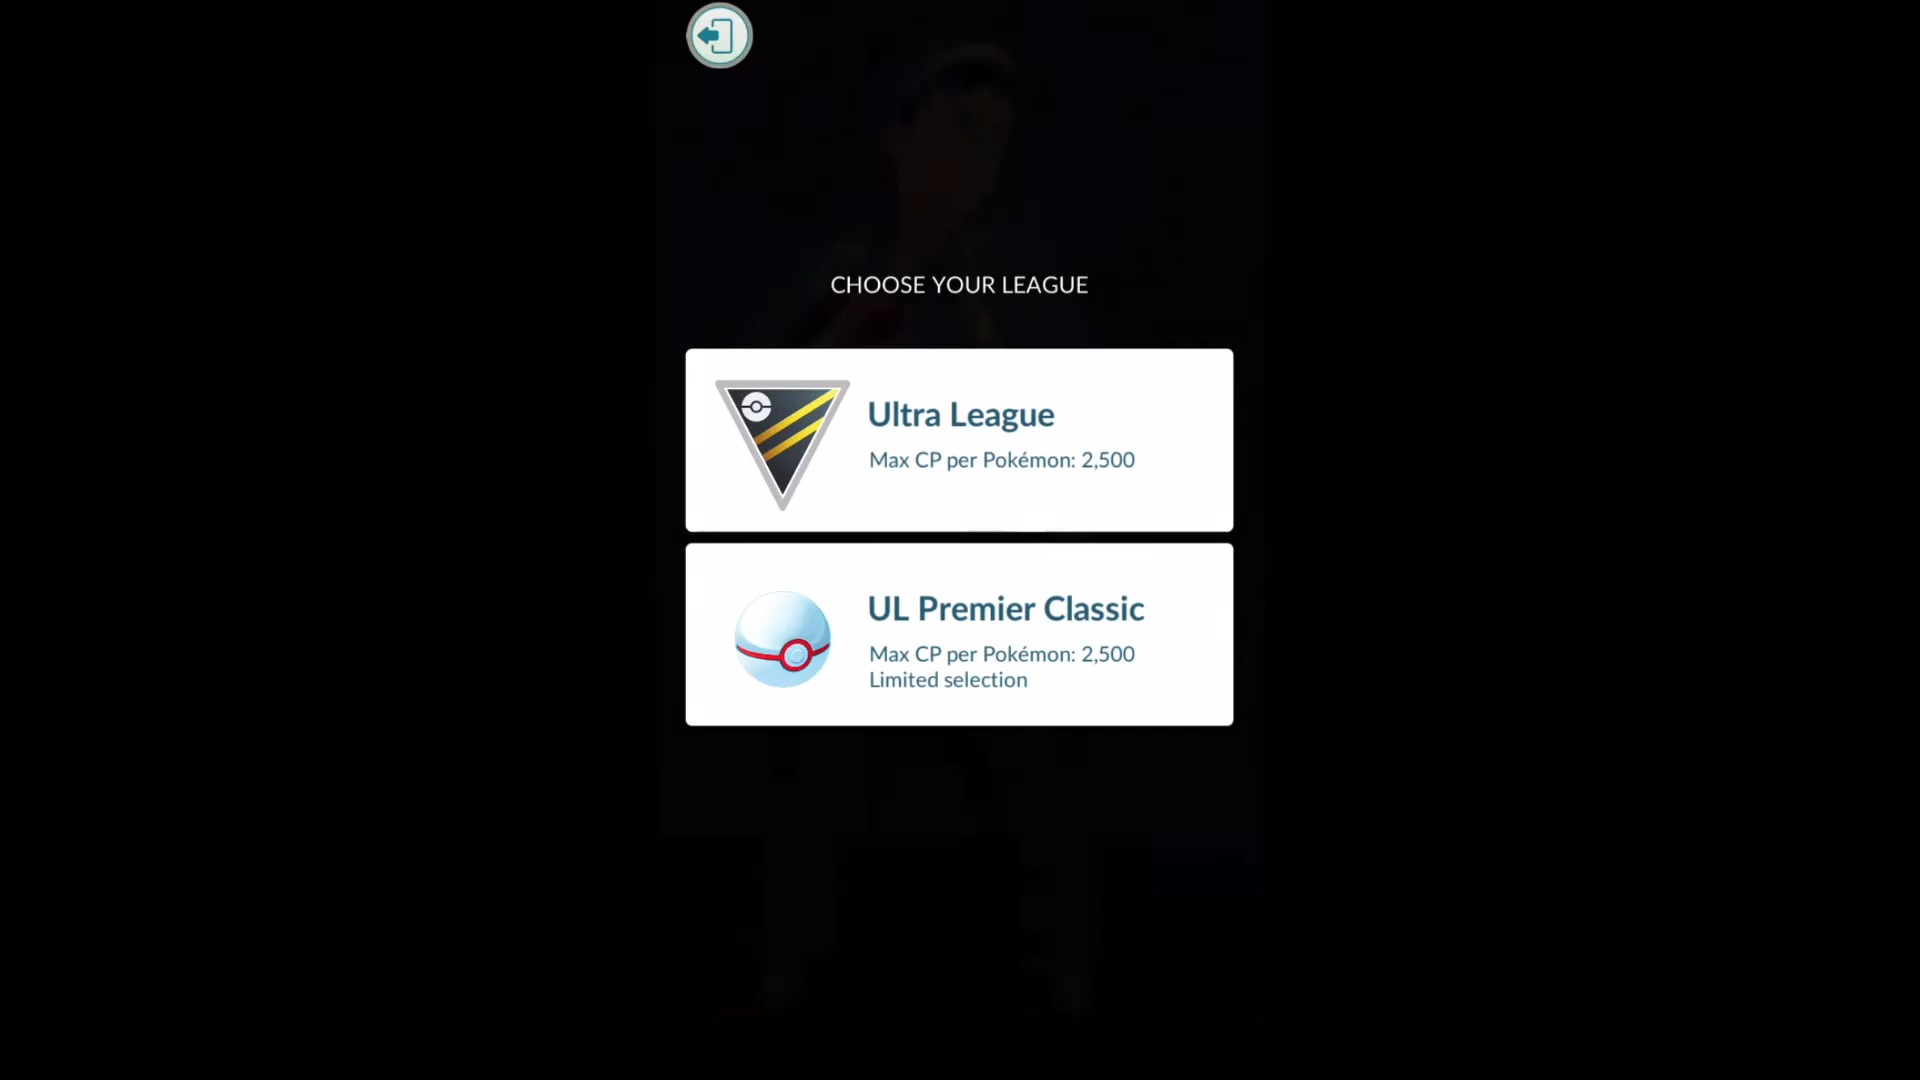 CHOOSE YOUR LEAGUE
Ultra League
Max CP per Pokémon: 2,500
UL Premier Classic
Max CP per Pokémon: 2,500
Limited selection